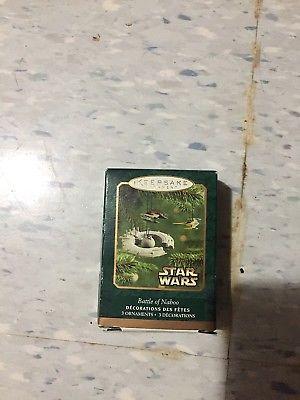 KEEPSAKE
STAR
WARS
Battle of Naboo
DÉCORATIONS DES FÊTES
3 ORNAMENTS • 3 DÉCORATIONS